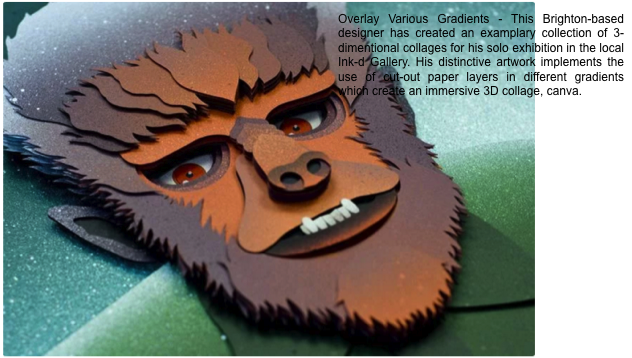 Overlay Various Gradients - This Brighton-based
designer has created an examplary collection of 3-
dimentional collages for his solo exhibition in the local
Ink-d Gallery. His distinctive artwork implements the
use of cut-out paper layers in different gradients
which create an immersive 3D collage, canva.